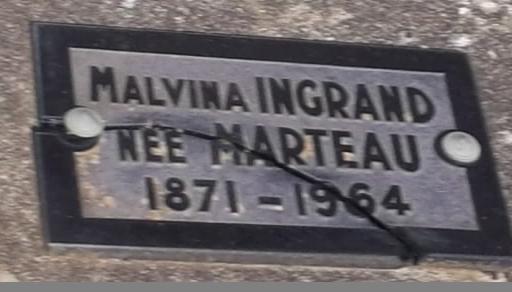 MALVINA INGRAND
NÉE MARTEAU
1871 - 1964